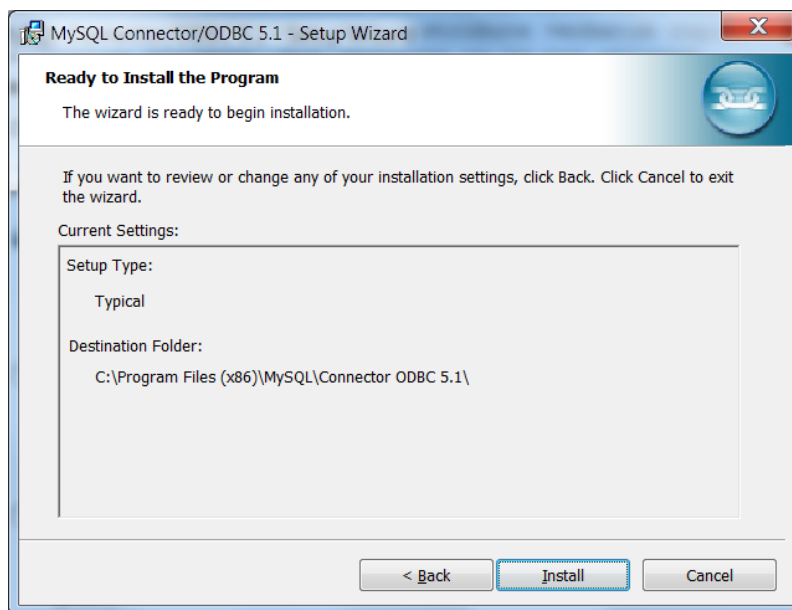 MySQL Connector/ODBC 5.1 - Setup Wizard
Ready to Install the Program
The wizard is ready to begin installation.
If you want to review or change any of your installation settings, click Back. Click Cancel to exit
the wizard.
Current Settings:
Setup Type:
Typical
Destination Folder:
C:\Program Files (x86)\MySQL\Connector ODBC 5.1\
< Back
Install
Cancel